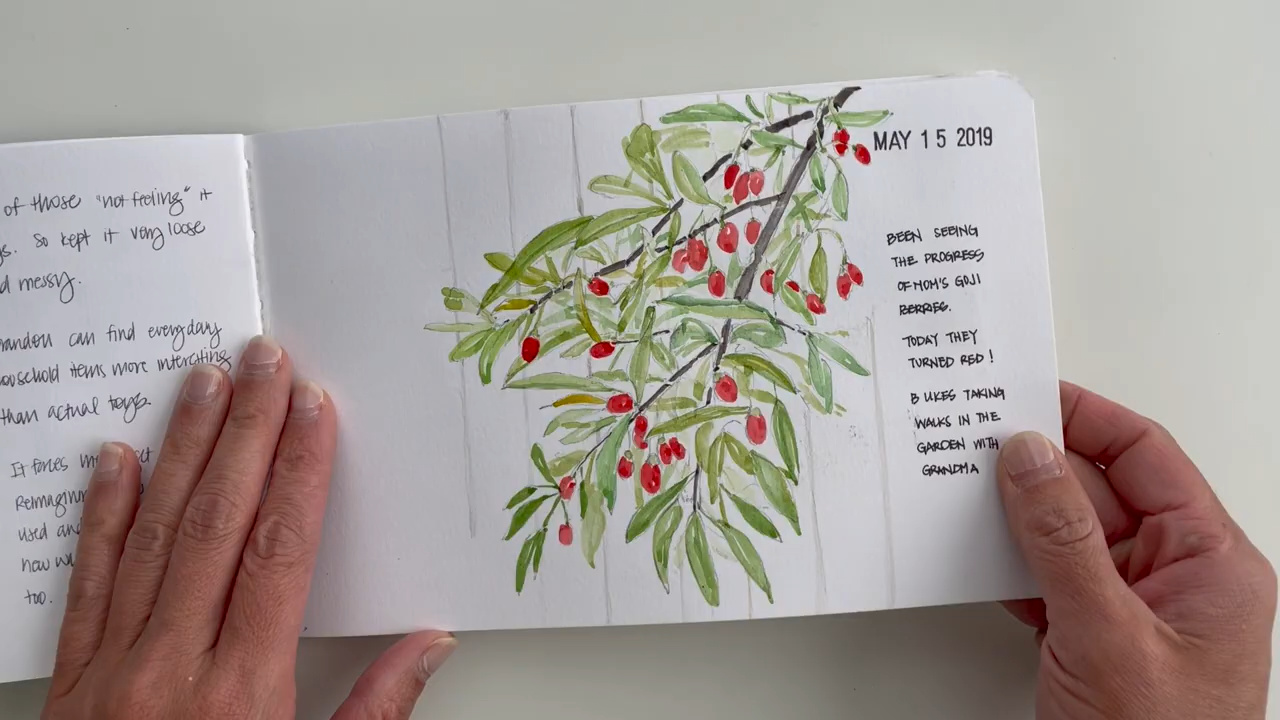 of those "not feeling" it
So kept it very loose
messy.
can find everyday
household items more interesting
than actual toys.
It forces
used
too.
MAY 15 2019
BEEN SEEING
THE PROGRESS
OF MOM'S GOJI
BERRIES.
TODAY THEY
TURNED RED!
B LIKES TAKING
WALKS IN THE
GARDEN WITH
GRANDMA